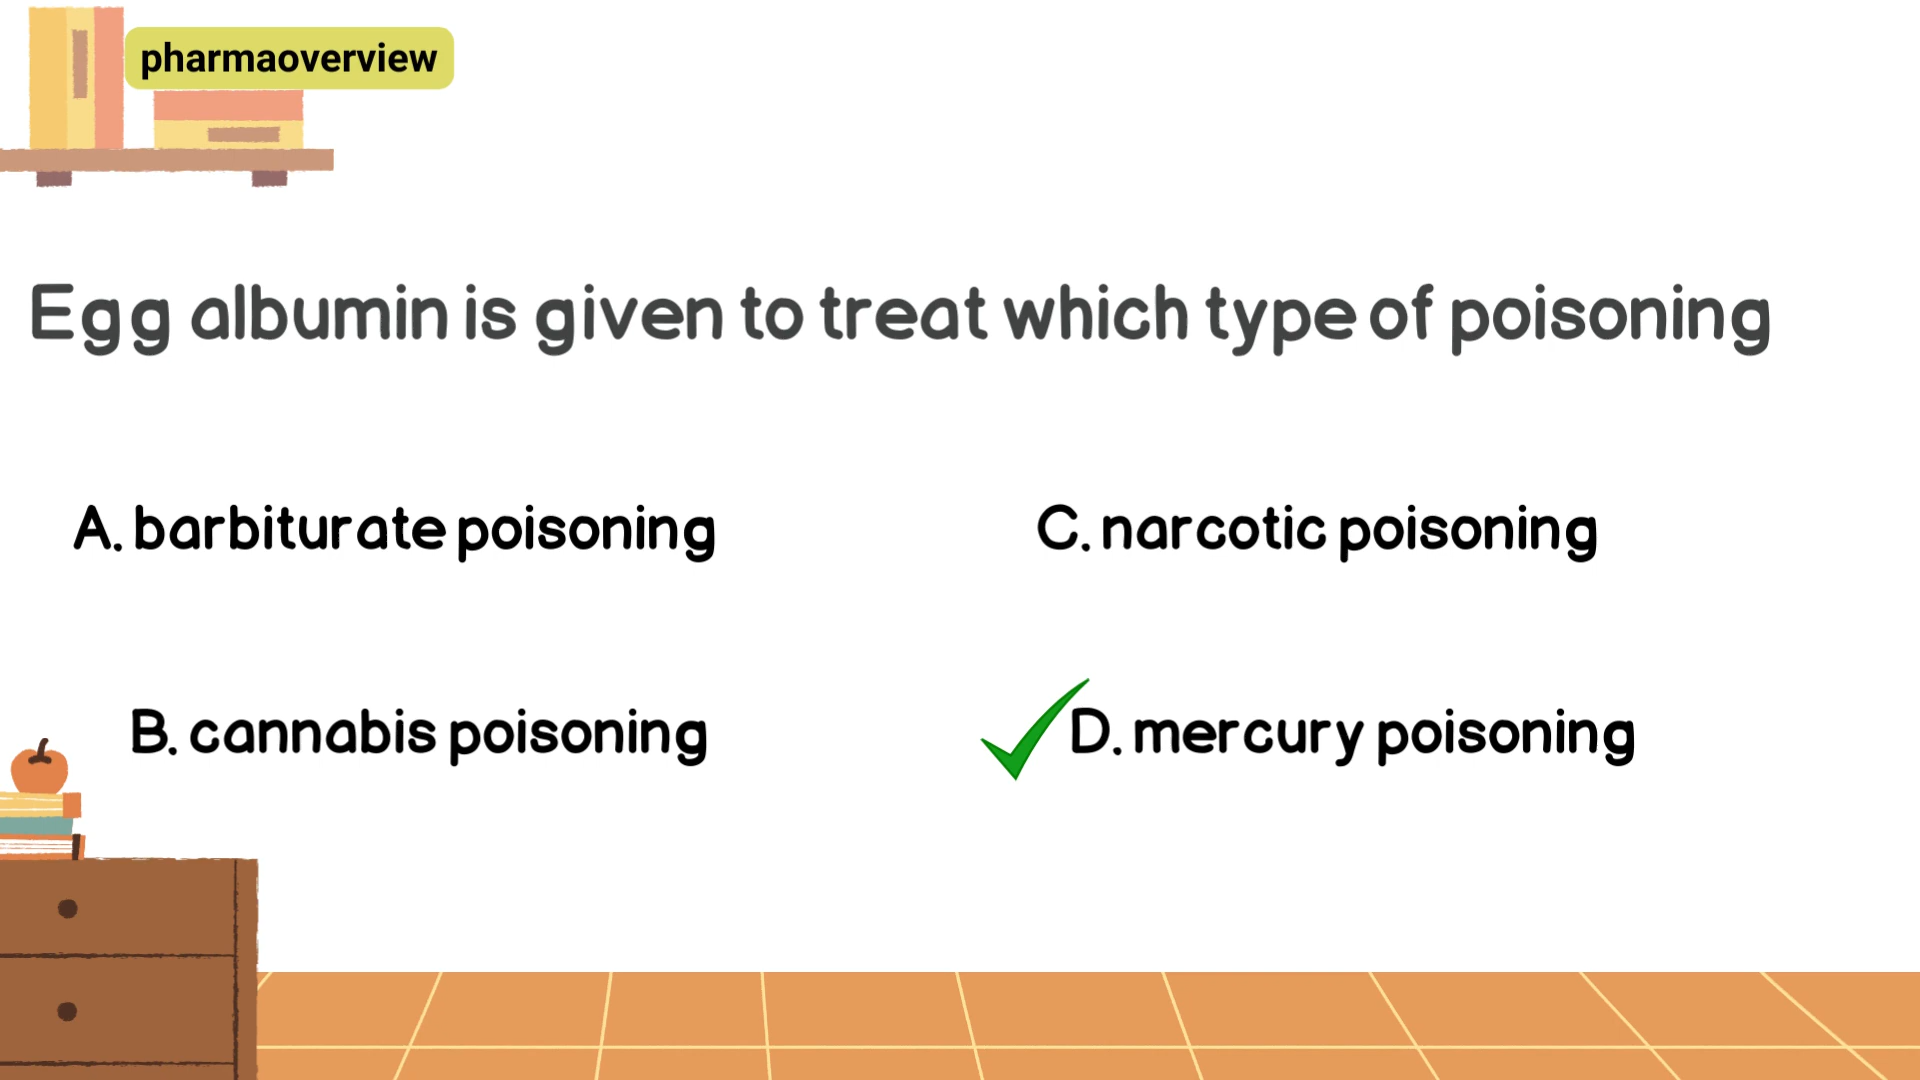 pharmaoverview
Egg albumin is given to treat which type of poisoning
A. barbiturate poisoning
B. cannabis poisoning
C. narcotic poisoning
D. mercury poisoning